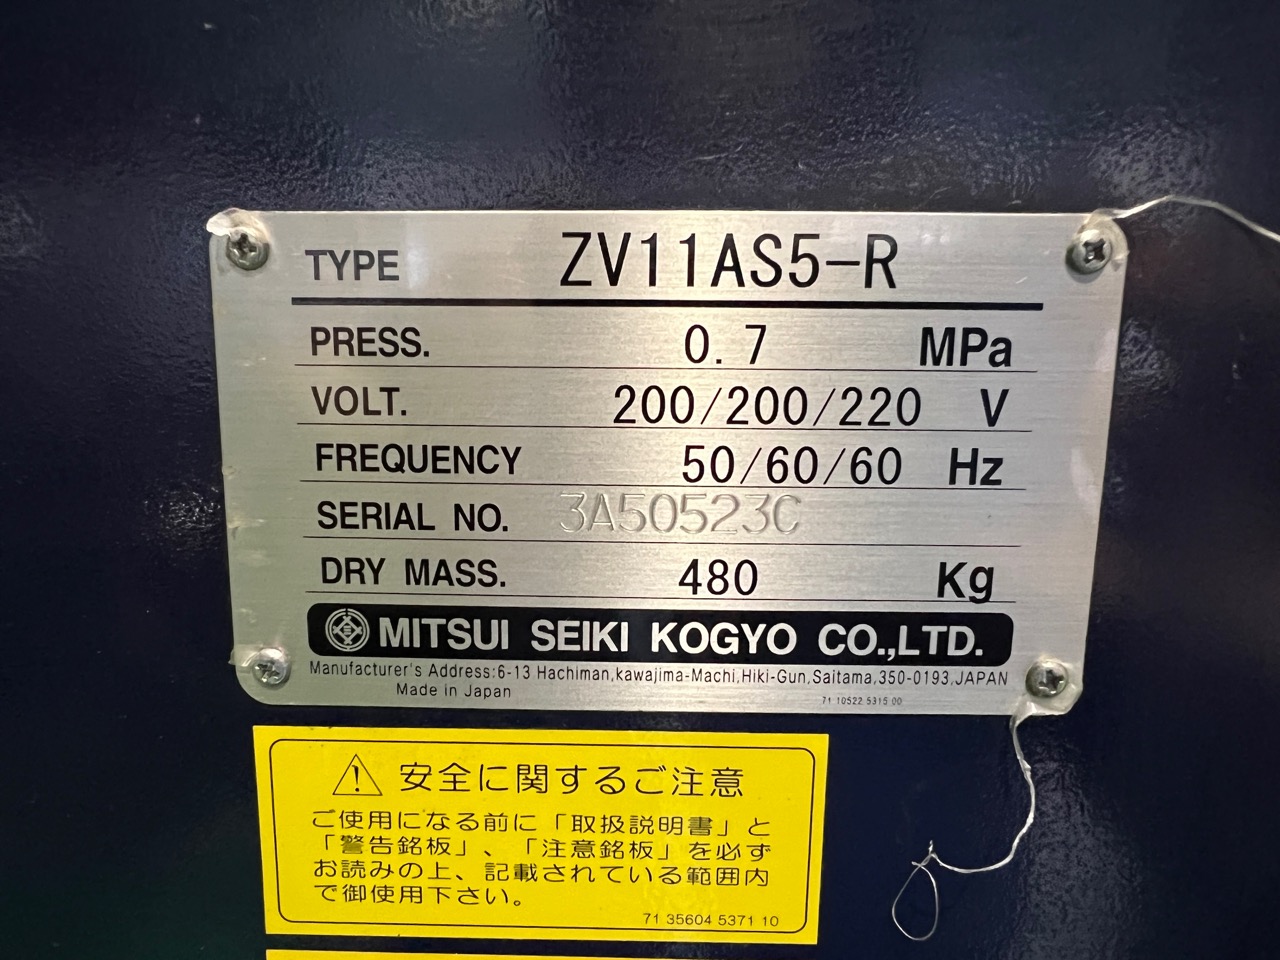 TYPE ZV11AS5-R
PRESS. 0.7 MPa
VOLT. 200/200/220 V
FREQUENCY 50/60/60 Hz
SERIAL NO. 3A50523C
DRY MASS. 480 Kg
MITSUI SEIKI KOGYO CO.,LTD.
Manufacturer's Address:6-13 Hachiman,kawajima-Machi,Hiki-Gun,Saitama,350-0193,JAPAN
Made in Japan 71 10522 5315 00
安全に関するご注意
ご使用になる前に「取扱説明書」と
「警告銘板」、「注意銘板」を必ず
お読みの上、記載されている範囲内
で御使用下さい。
71 35604 5371 10